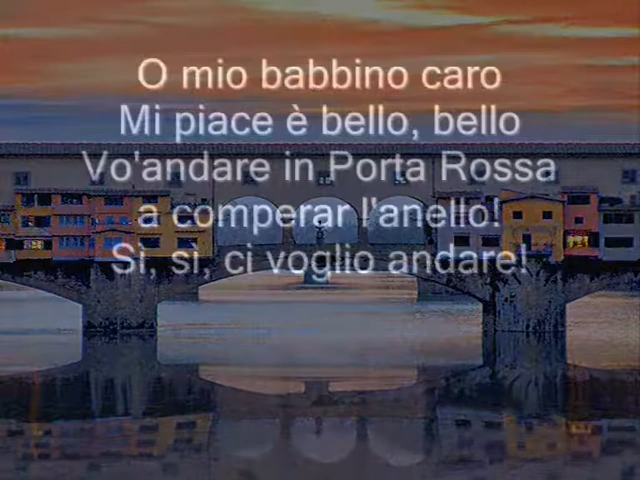 O mio babbino caro
Mi piace è bello, bello
Vo'andare in Porta Rossa
a comperar l'anello!
Sì, sì, ci voglio andare!